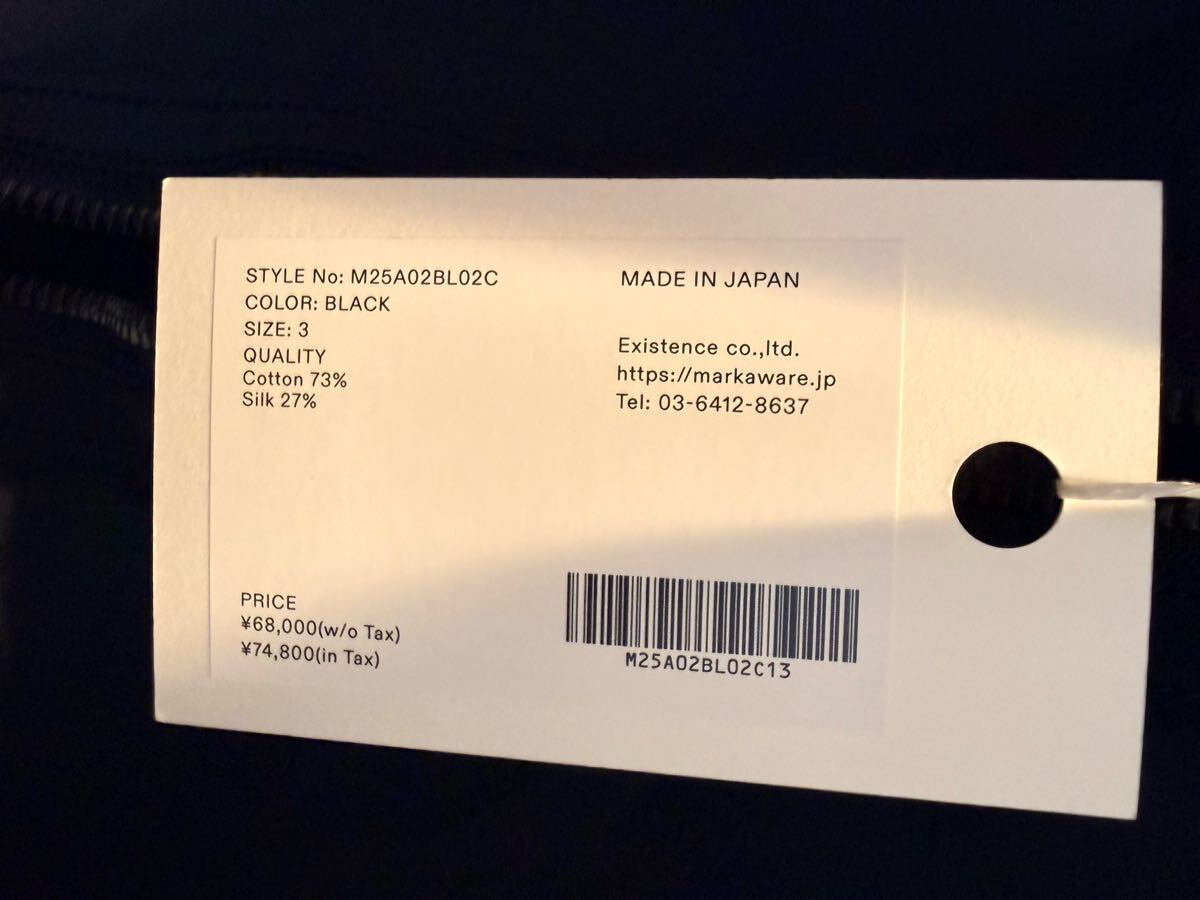 STYLE No: M25A02BL02C
COLOR: BLACK
SIZE: 3
QUALITY
Cotton 73%
Silk 27%
MADE IN JAPAN
Existence co.,ltd.
https://markaware.jp
Tel: 03-6412-8637
PRICE
¥68,000(w/o Tax)
¥74,800(in Tax)
M25A02BL02C13